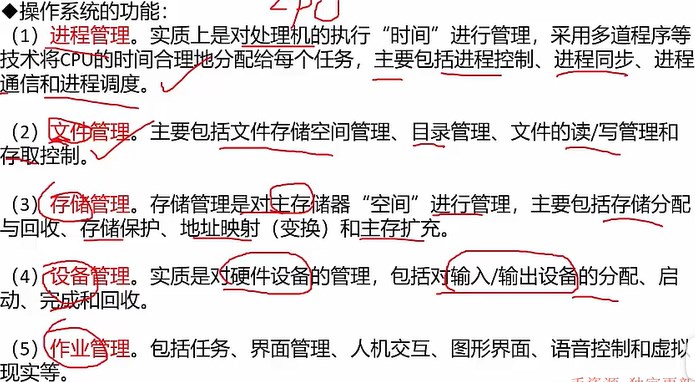 ◆操作系统的功能：
CPU
（1）进程管理。实质上是对处理机的执行“时间”进行管理，采用多道程序等
技术将CPU的时间合理地分配给每个任务，主要包括进程控制、进程同步、进程
通信和进程调度。
（2）文件管理。主要包括文件存储空间管理、目录管理、文件的读/写管理和
存取控制。
（3）存储管理。存储管理是对主存储器“空间”进行管理，主要包括存储分配
与回收、存储保护、地址映射（变换）和主存扩充。
（4）设备管理。实质是对硬件设备的管理，包括对输入/输出设备的分配、启
动、完成和回收。
（5）作业管理。包括任务、界面管理、人机交互、图形界面、语音控制和虚拟
现实等。